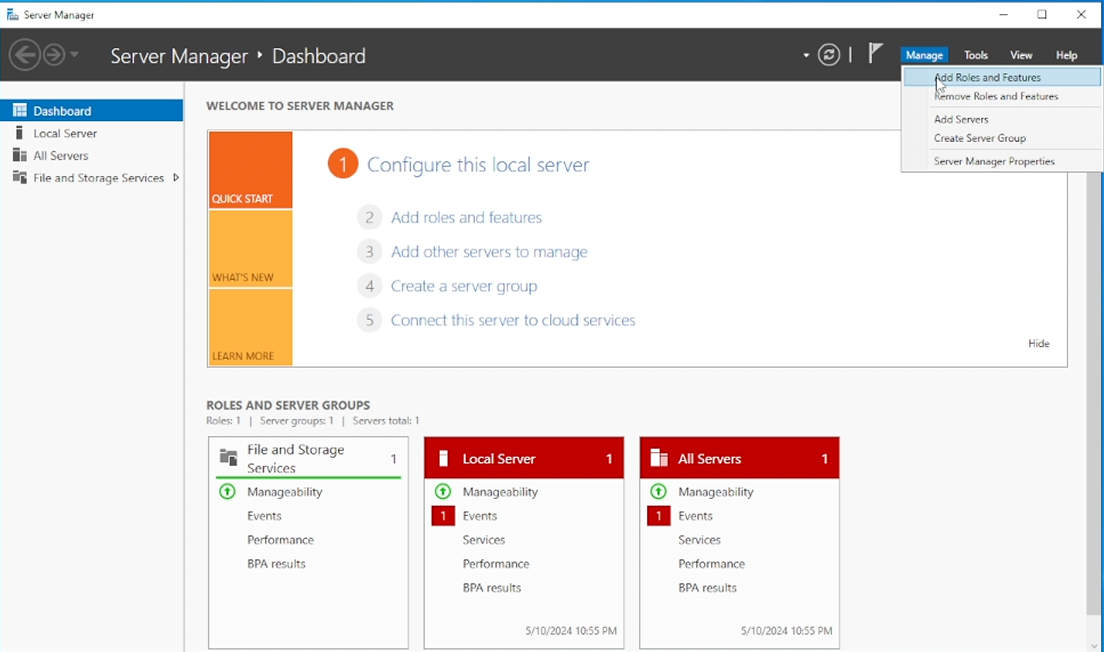 Server Manager
Server Manager ‣ Dashboard
Manage Tools View Help
Add Roles and Features
Remove Roles and Features
Add Servers
Create Server Group
Server Manager Properties
Dashboard
Local Server
All Servers
File and Storage Services
WELCOME TO SERVER MANAGER
QUICK START
WHAT'S NEW
LEARN MORE
1 Configure this local server
2 Add roles and features
3 Add other servers to manage
4 Create a server group
5 Connect this server to cloud services
Hide
ROLES AND SERVER GROUPS
Roles: 1 | Server groups: 1 | Servers total: 1
File and Storage
Services
1
Manageability
Events
Performance
BPA results
Local Server 1
Manageability
1 Events
Services
Performance
BPA results
5/10/2024 10:55 PM
All Servers 1
Manageability
1 Events
Services
Performance
BPA results
5/10/2024 10:55 PM